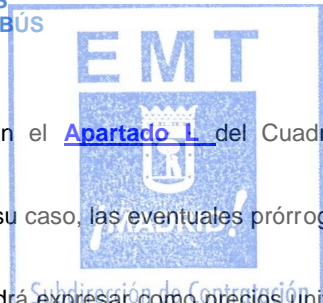 BÚS
EMT
n el Apartado L del Cuad
su caso, las eventuales prórrog
¡MADRID!
drá expresar como precios uni
Subdirección de Contratación